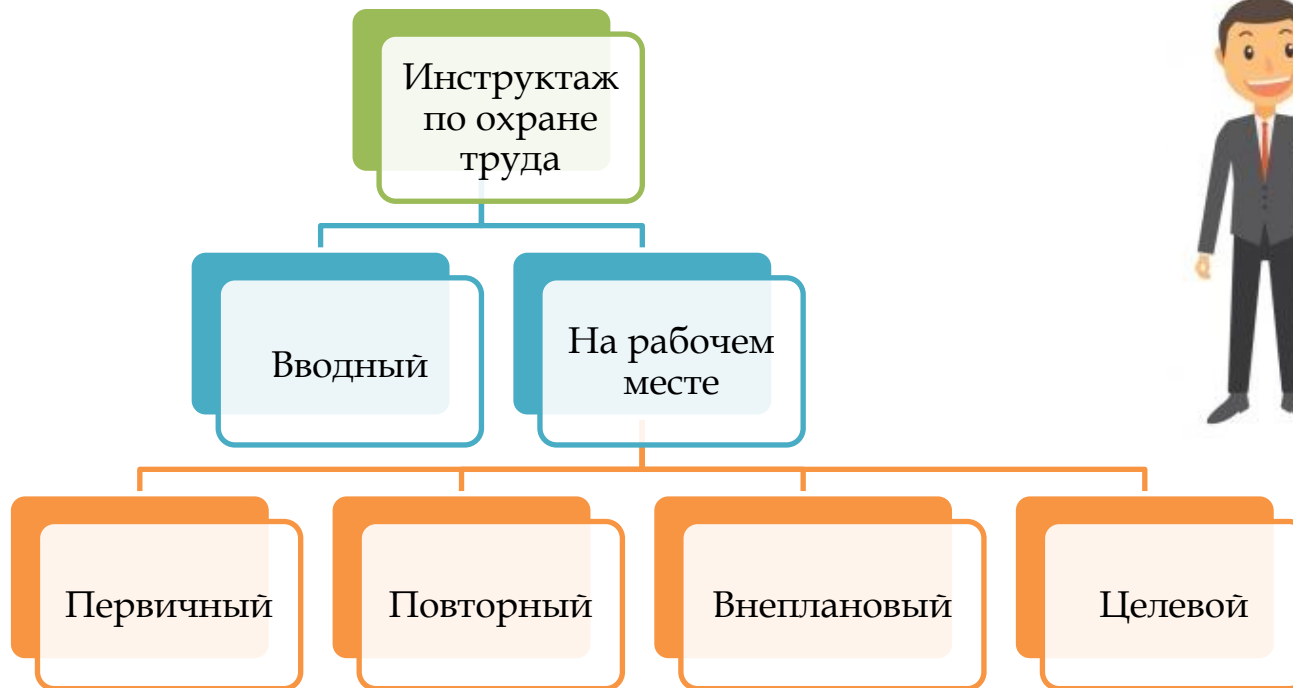 Инструктаж
по охране
труда
Вводный
На рабочем
месте
Первичный
Повторный
Внеплановый
Целевой